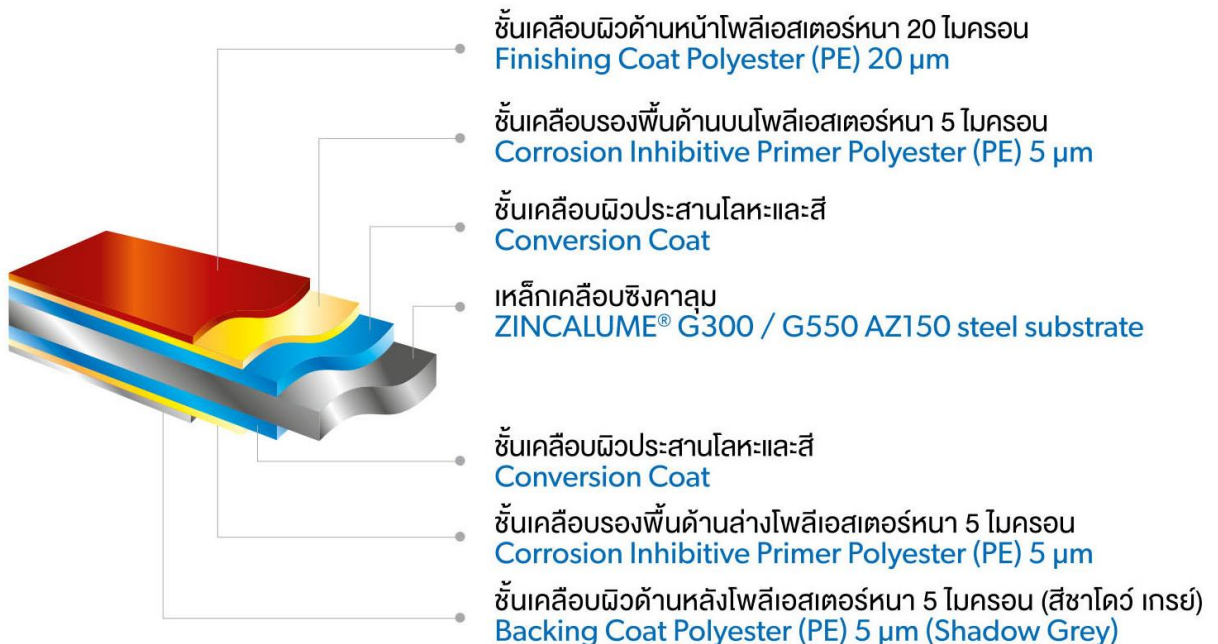 ชั้นเคลือบผิวด้านหน้าโพลีเอสเตอร์หนา 20 ไมครอน
Finishing Coat Polyester (PE) 20 µm
ชั้นเคลือบรองพื้นด้านบนโพลีเอสเตอร์หนา 5 ไมครอน
Corrosion Inhibitive Primer Polyester (PE) 5 µm
ชั้นเคลือบผิวประสานโลหะและสี
Conversion Coat
เหล็กเคลือบซิงคาลุม
ZINCALUME® G300 / G550 AZ150 steel substrate
ชั้นเคลือบผิวประสานโลหะและสี
Conversion Coat
ชั้นเคลือบรองพื้นด้านล่างโพลีเอสเตอร์หนา 5 ไมครอน
Corrosion Inhibitive Primer Polyester (PE) 5 µm
ชั้นเคลือบผิวด้านหลังโพลีเอสเตอร์หนา 5 ไมครอน (สีชาโดว์ เกรย์)
Backing Coat Polyester (PE) 5 µm (Shadow Grey)